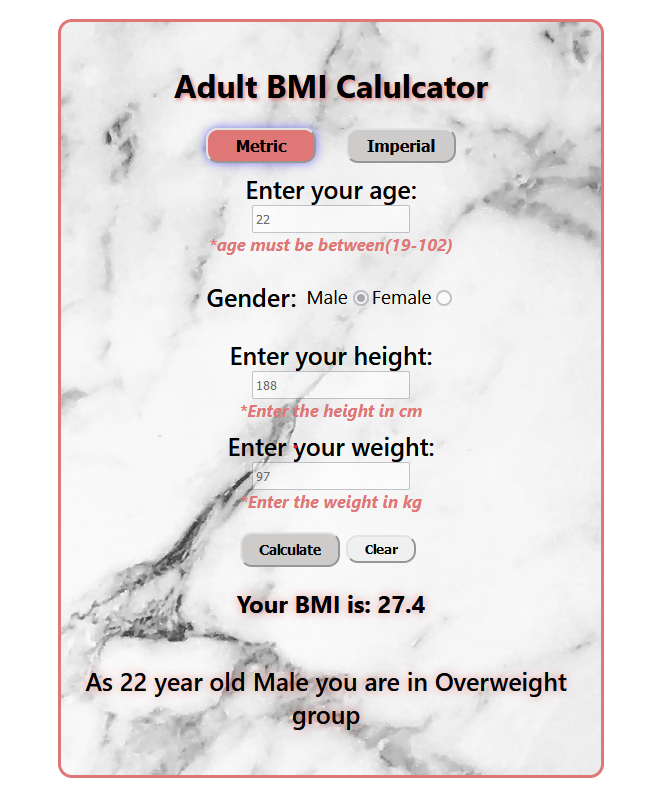 Adult BMI Calulcator
Metric Imperial
Enter your age:
22
*age must be between(19-102)
Gender: Male Female
Enter your height:
188
*Enter the height in cm
Enter your weight:
97
*Enter the weight in kg
Calculate Clear
Your BMI is: 27.4
As 22 year old Male you are in Overweight
group